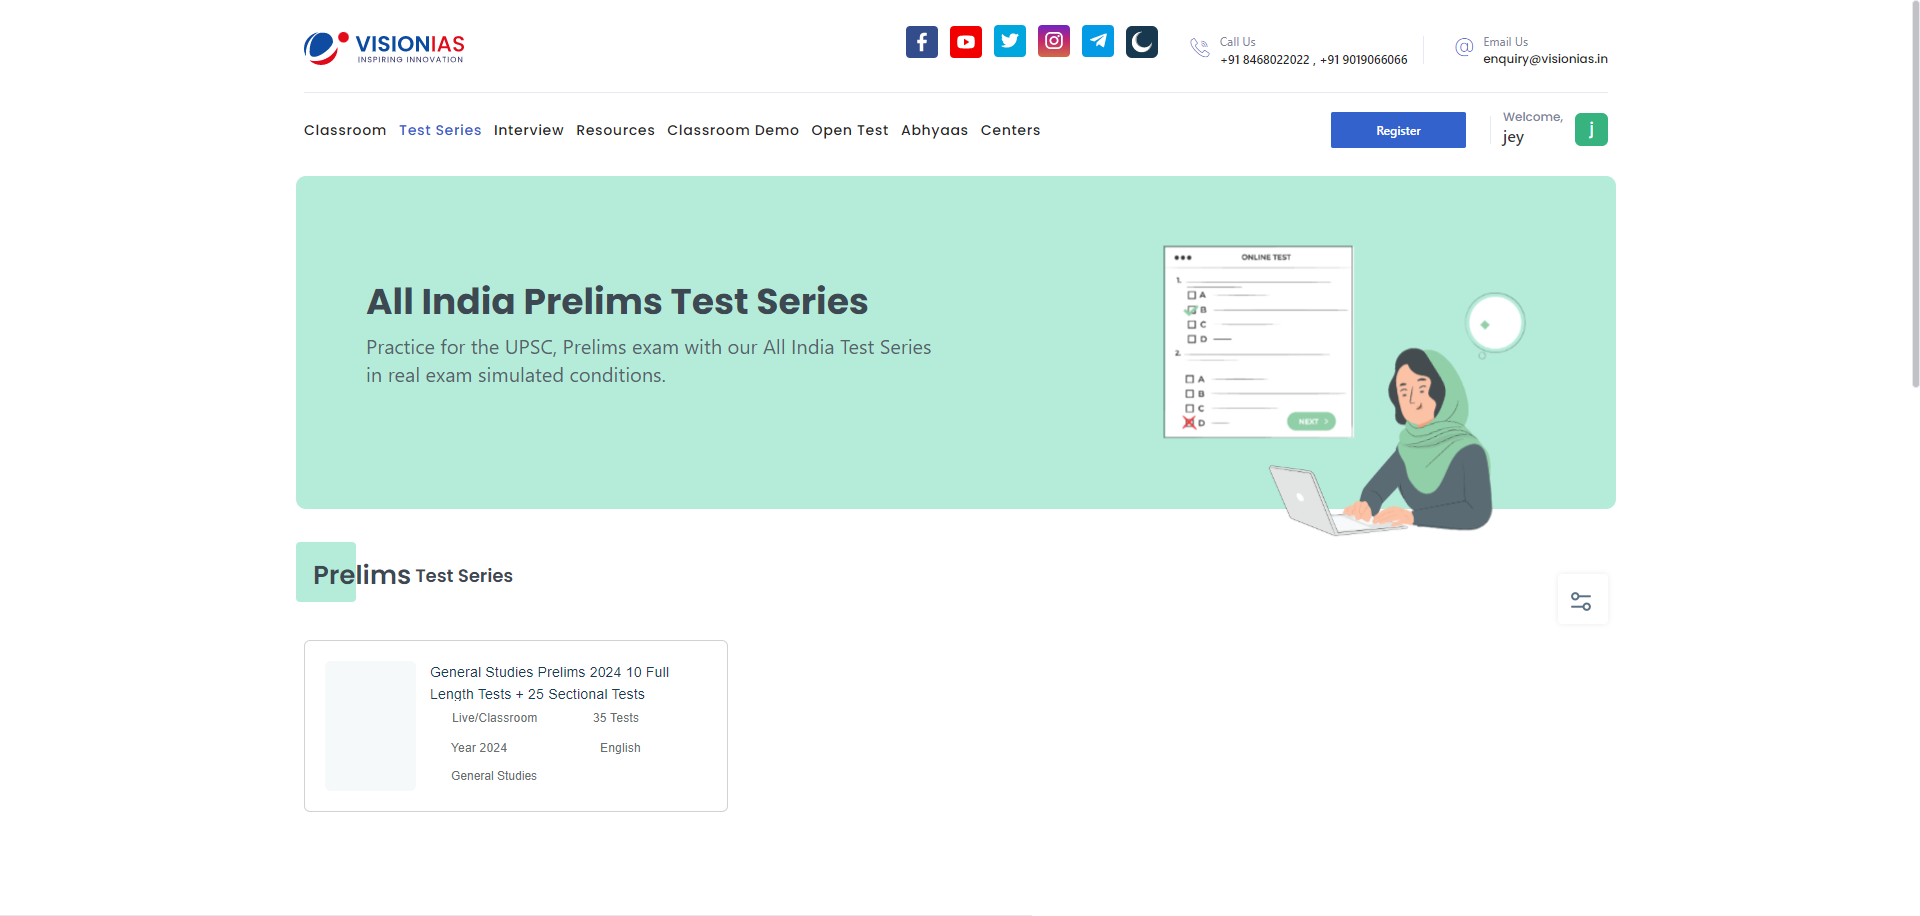 VISIONIAS
INSPIRING INNOVATION
Call Us
+91 8468022022 , +91 9019066066
Email Us
enquiry@visionias.in
Classroom Test Series Interview Resources Classroom Demo Open Test Abhyaas Centers
Register
Welcome,
jey
j
All India Prelims Test Series
Practice for the UPSC, Prelims exam with our All India Test Series
in real exam simulated conditions.
ONLINE TEST
1.
A
B
C
D
2.
A
B
C
D
NEXT >
Prelims Test Series
General Studies Prelims 2024 10 Full
Length Tests + 25 Sectional Tests
Live/Classroom 35 Tests
Year 2024 English
General Studies